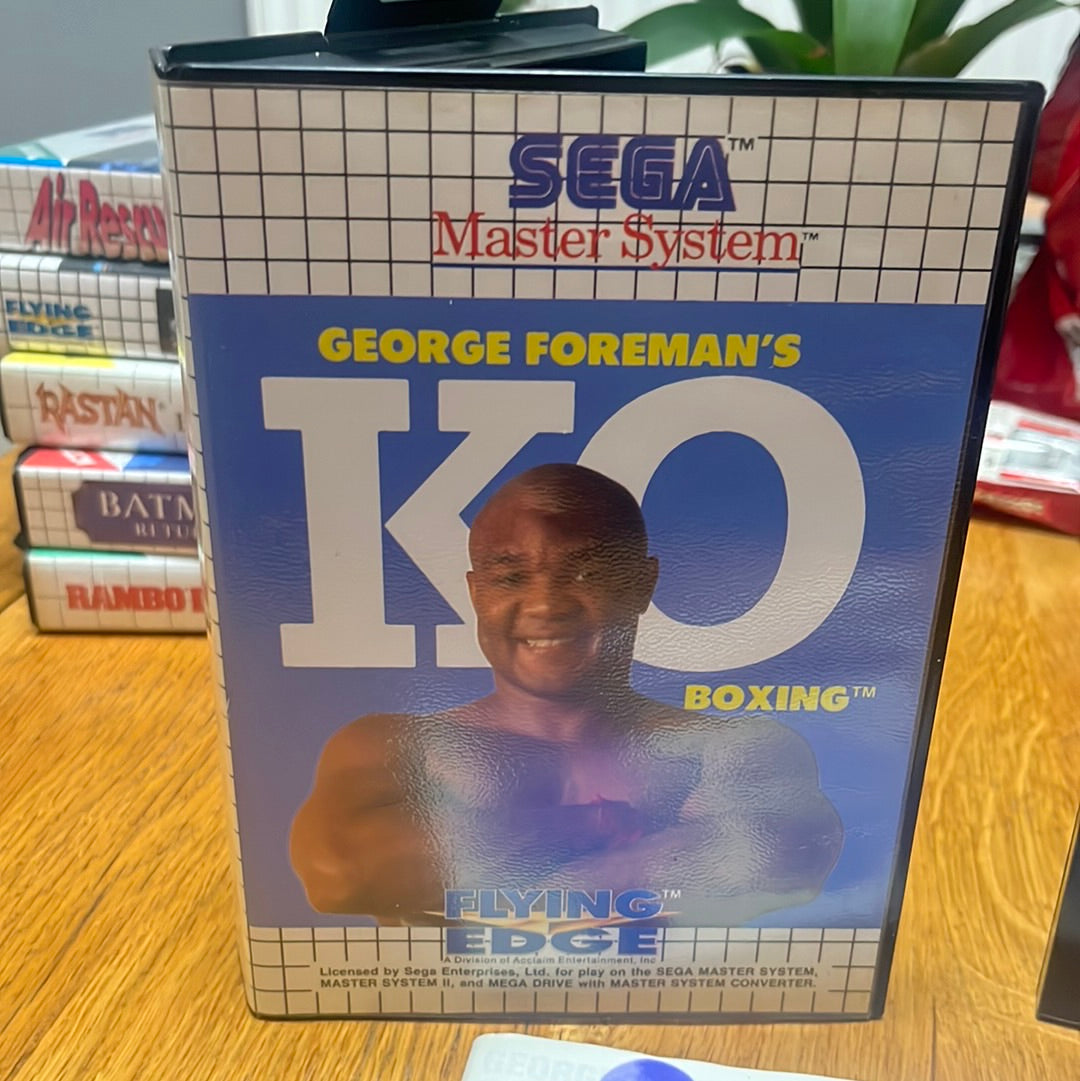 SEGA™
Master System™
GEORGE FOREMAN'S
KO
BOXING™
FLYING™
EDGE
A Division of Acclaim Entertainment, Inc
Licensed by Sega Enterprises, Ltd. for play on the SEGA MASTER SYSTEM,
MASTER SYSTEM II, and MEGA DRIVE with MASTER SYSTEM CONVERTER.
Air Rescu
FLYING
EDGE
RASTAN
BATM
RETU
RAMBO
GEORG